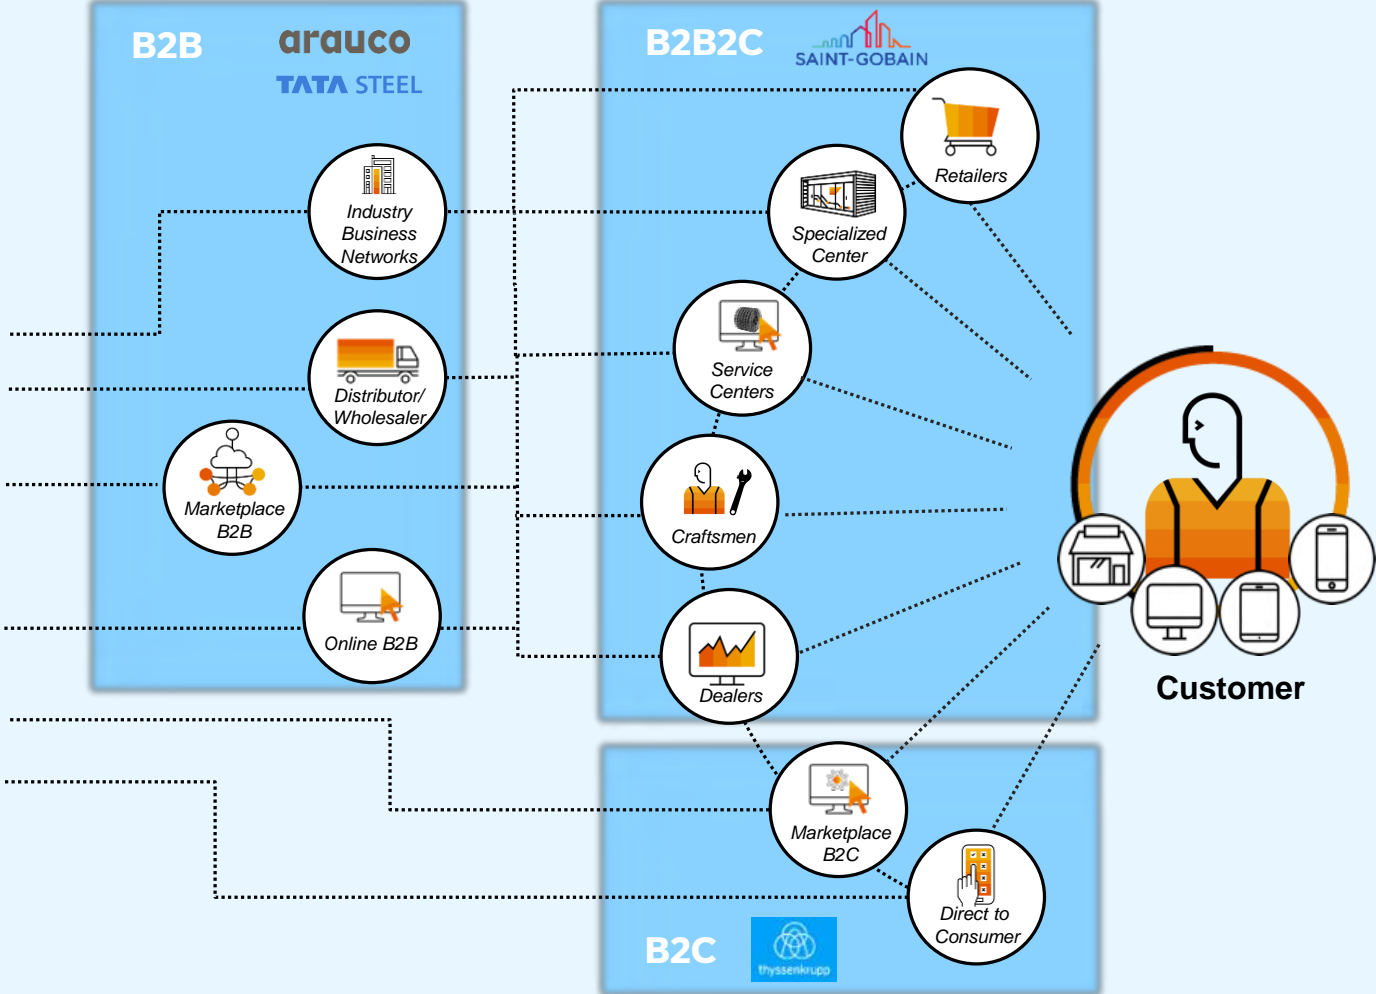 B2B
arauco
TATA STEEL
Industry
Business
Networks
Distributor/
Wholesaler
Marketplace
B2B
Online B2B
B2B2C
SAINT-GOBAIN
Retailers
Specialized
Center
Service
Centers
Craftsmen
Dealers
Marketplace
B2C
Direct to
Consumer
B2C
thyssenkrupp
Customer